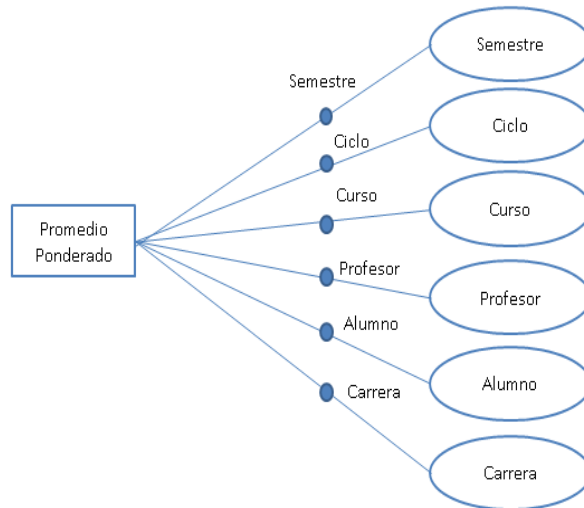 Semestre
Semestre
Ciclo
Ciclo
Curso
Curso
Promedio
Ponderado
Profesor
Profesor
Alumno
Alumno
Carrera
Carrera